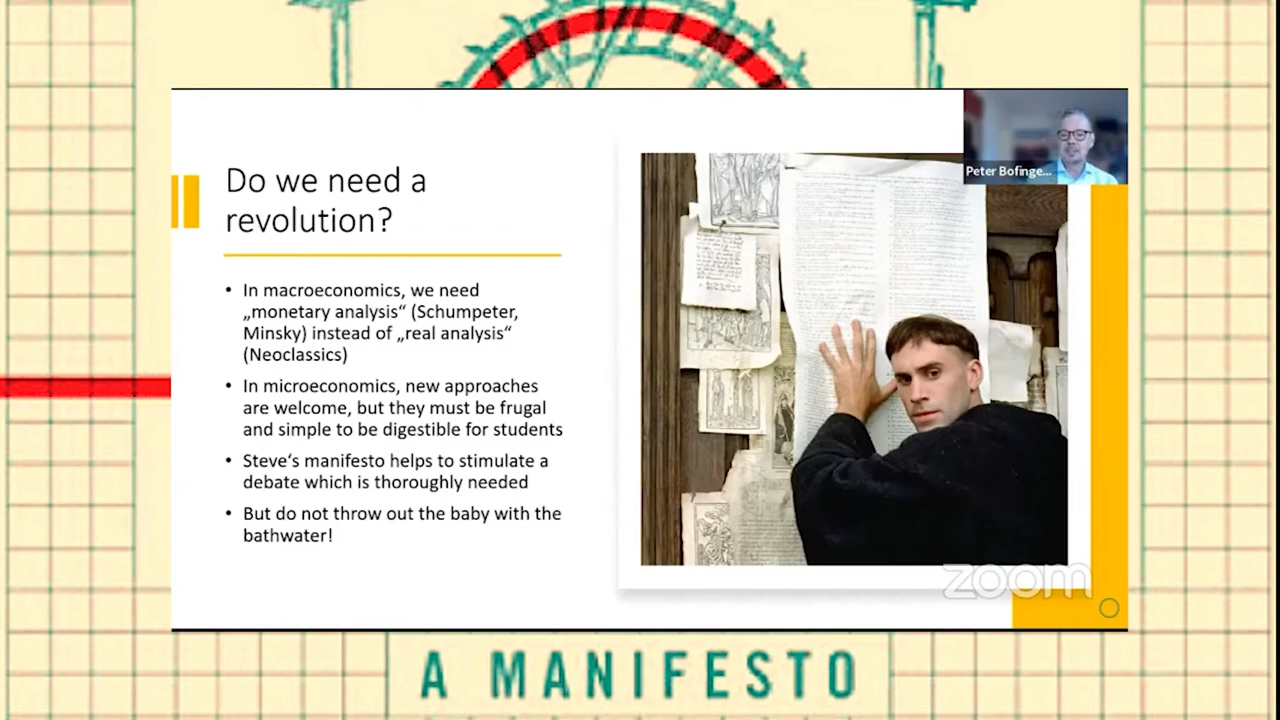 Do we need a
revolution?
• In macroeconomics, we need
„monetary analysis“ (Schumpeter,
Minsky) instead of „real analysis“
(Neoclassics)
• In microeconomics, new approaches
are welcome, but they must be frugal
and simple to be digestible for students
• Steve‘s manifesto helps to stimulate a
debate which is thoroughly needed
• But do not throw out the baby with the
bathwater!
Peter Bofinge...
zoom
A MANIFESTO